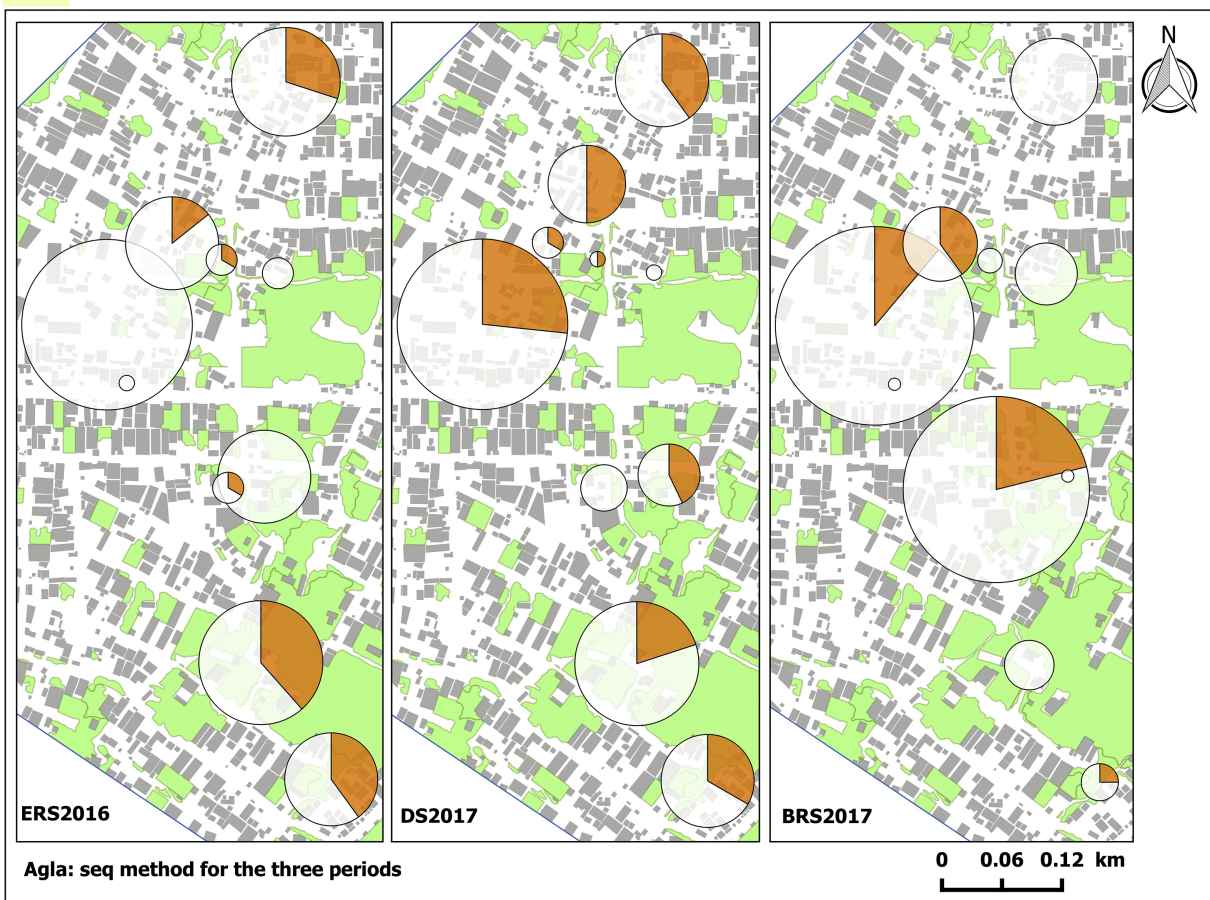 N
ERS2016
DS2017
BRS2017
Agla: seq method for the three periods
0 0.06 0.12 km